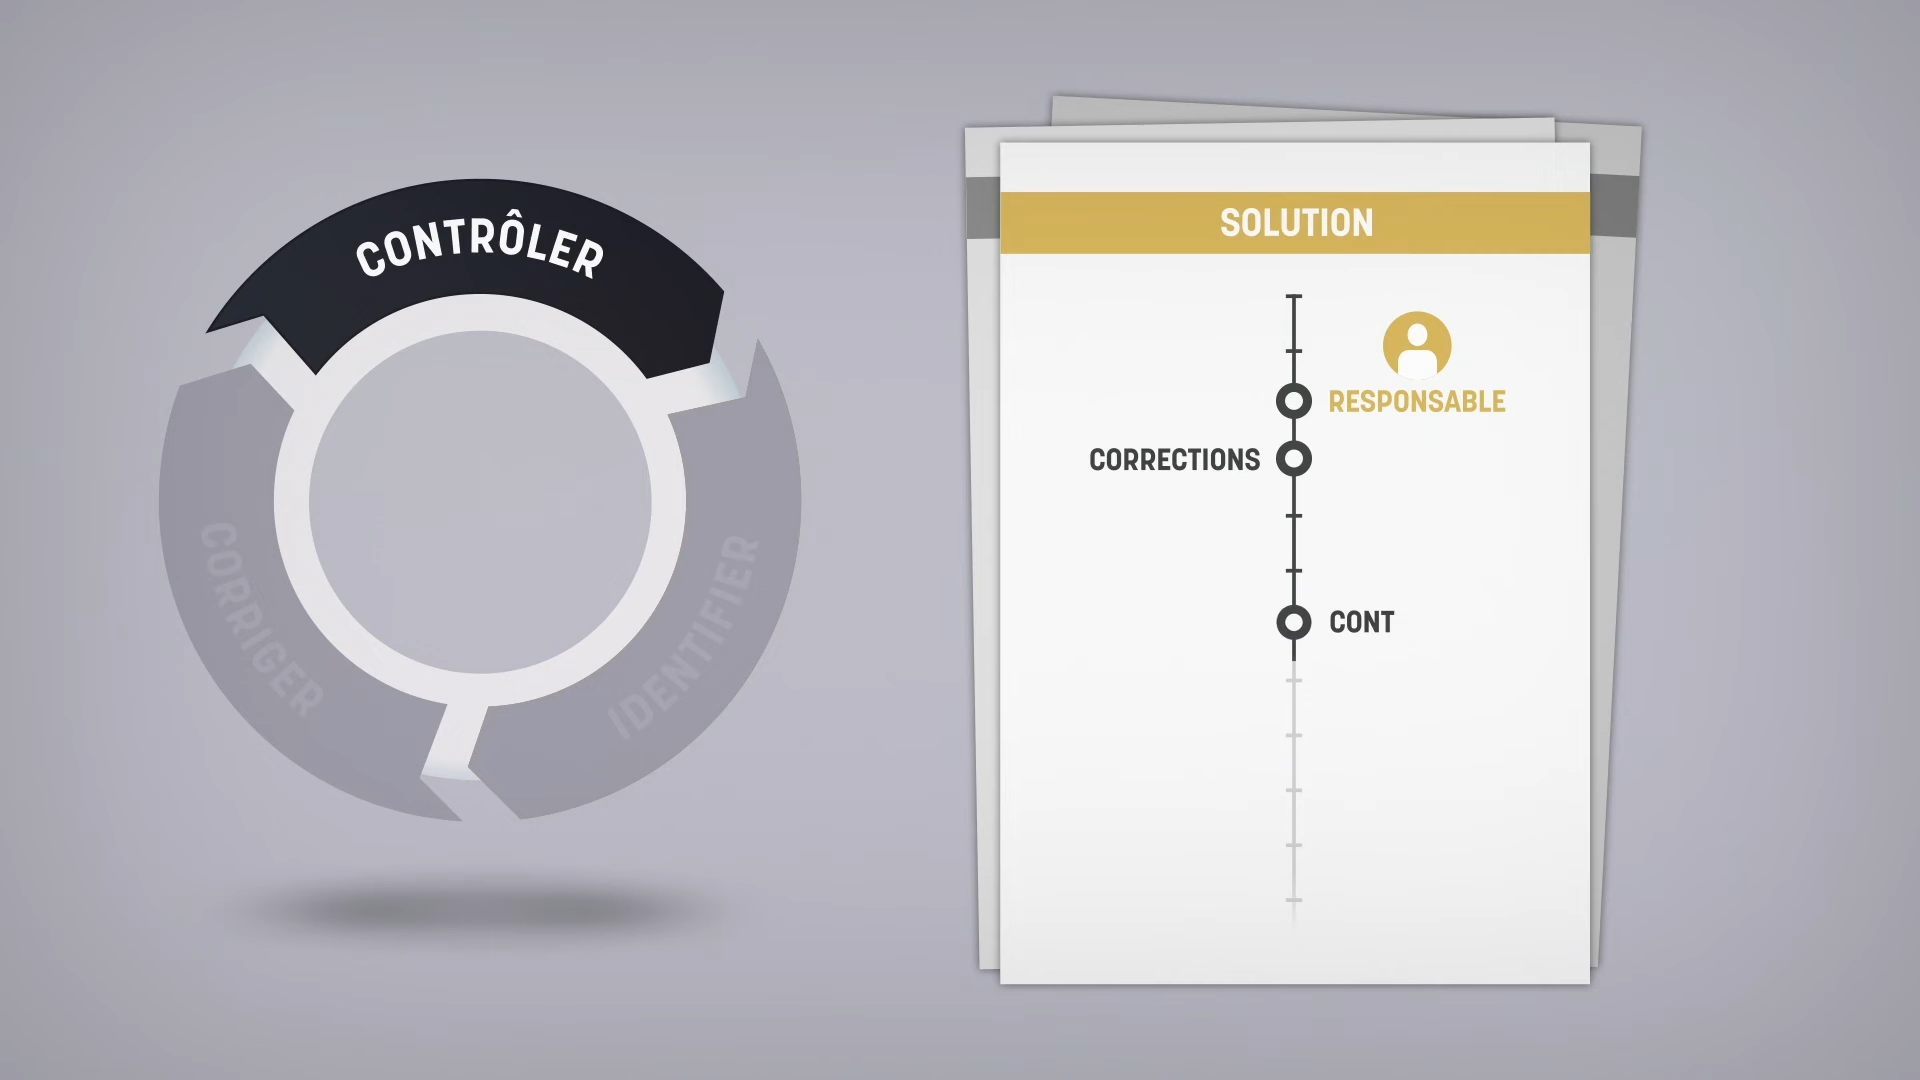 CONTRÔLER
CORRIGER
IDENTIFIER
SOLUTION
RESPONSABLE
CORRECTIONS
CONT